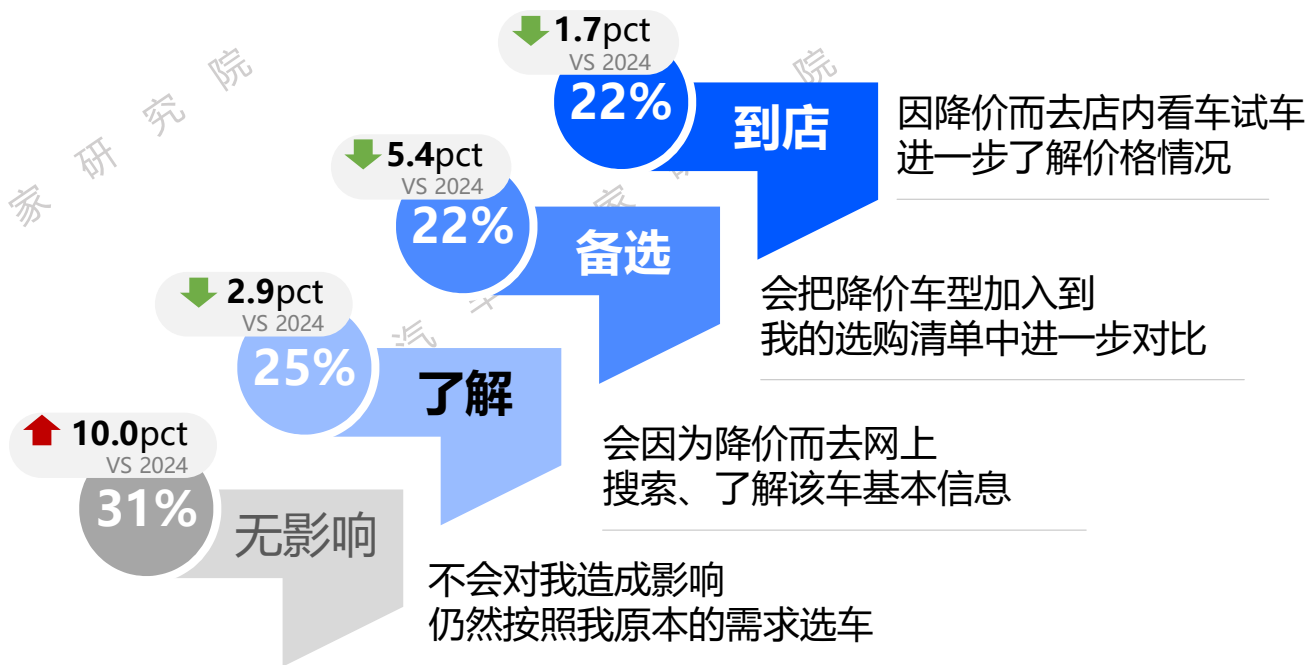 1.7pct
VS 2024
22%
到店
因降价而去店内看车试车
进一步了解价格情况
5.4pct
VS 2024
22%
备选
会把降价车型加入到
我的选购清单中进一步对比
2.9pct
VS 2024
25%
了解
会因为降价而去网上
搜索、了解该车基本信息
10.0pct
VS 2024
31%
无影响
不会对我造成影响
仍然按照我原本的需求选车
家研究院